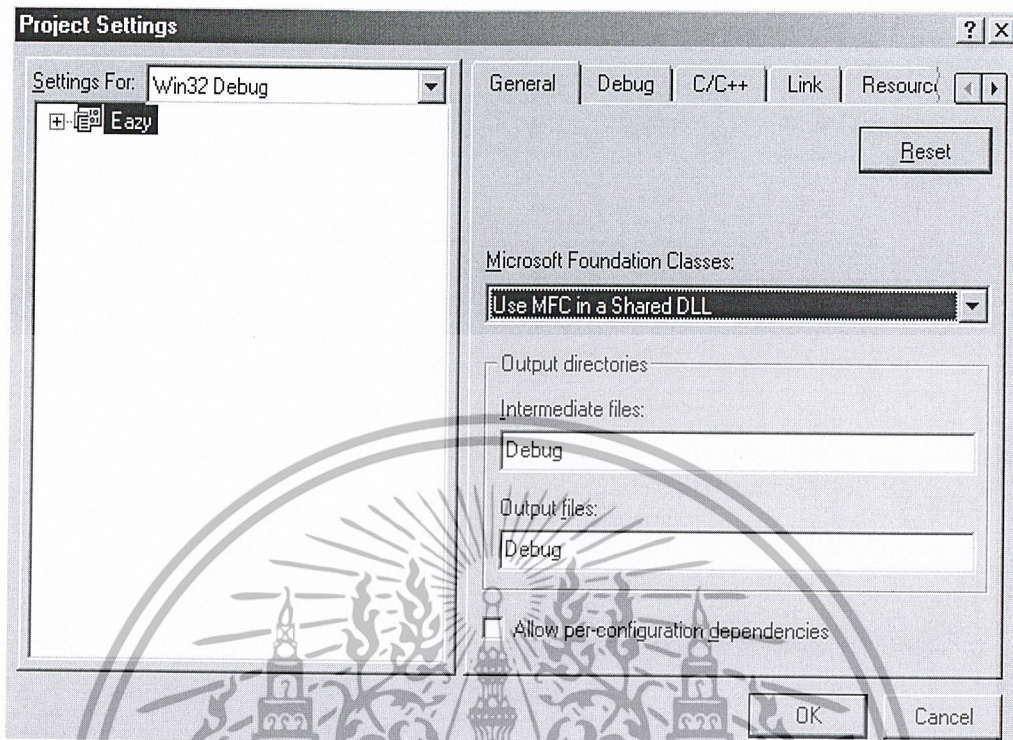 Project Settings
Settings For: Win32 Debug
Eazy
General Debug C/C++ Link
Reset
Microsoft Foundation Classes:
Use MFC in a Shared DLL
Output directories
Intermediate files:
Debug
Output files:
Debug
Allow per-configuration dependencies
OK Cancel